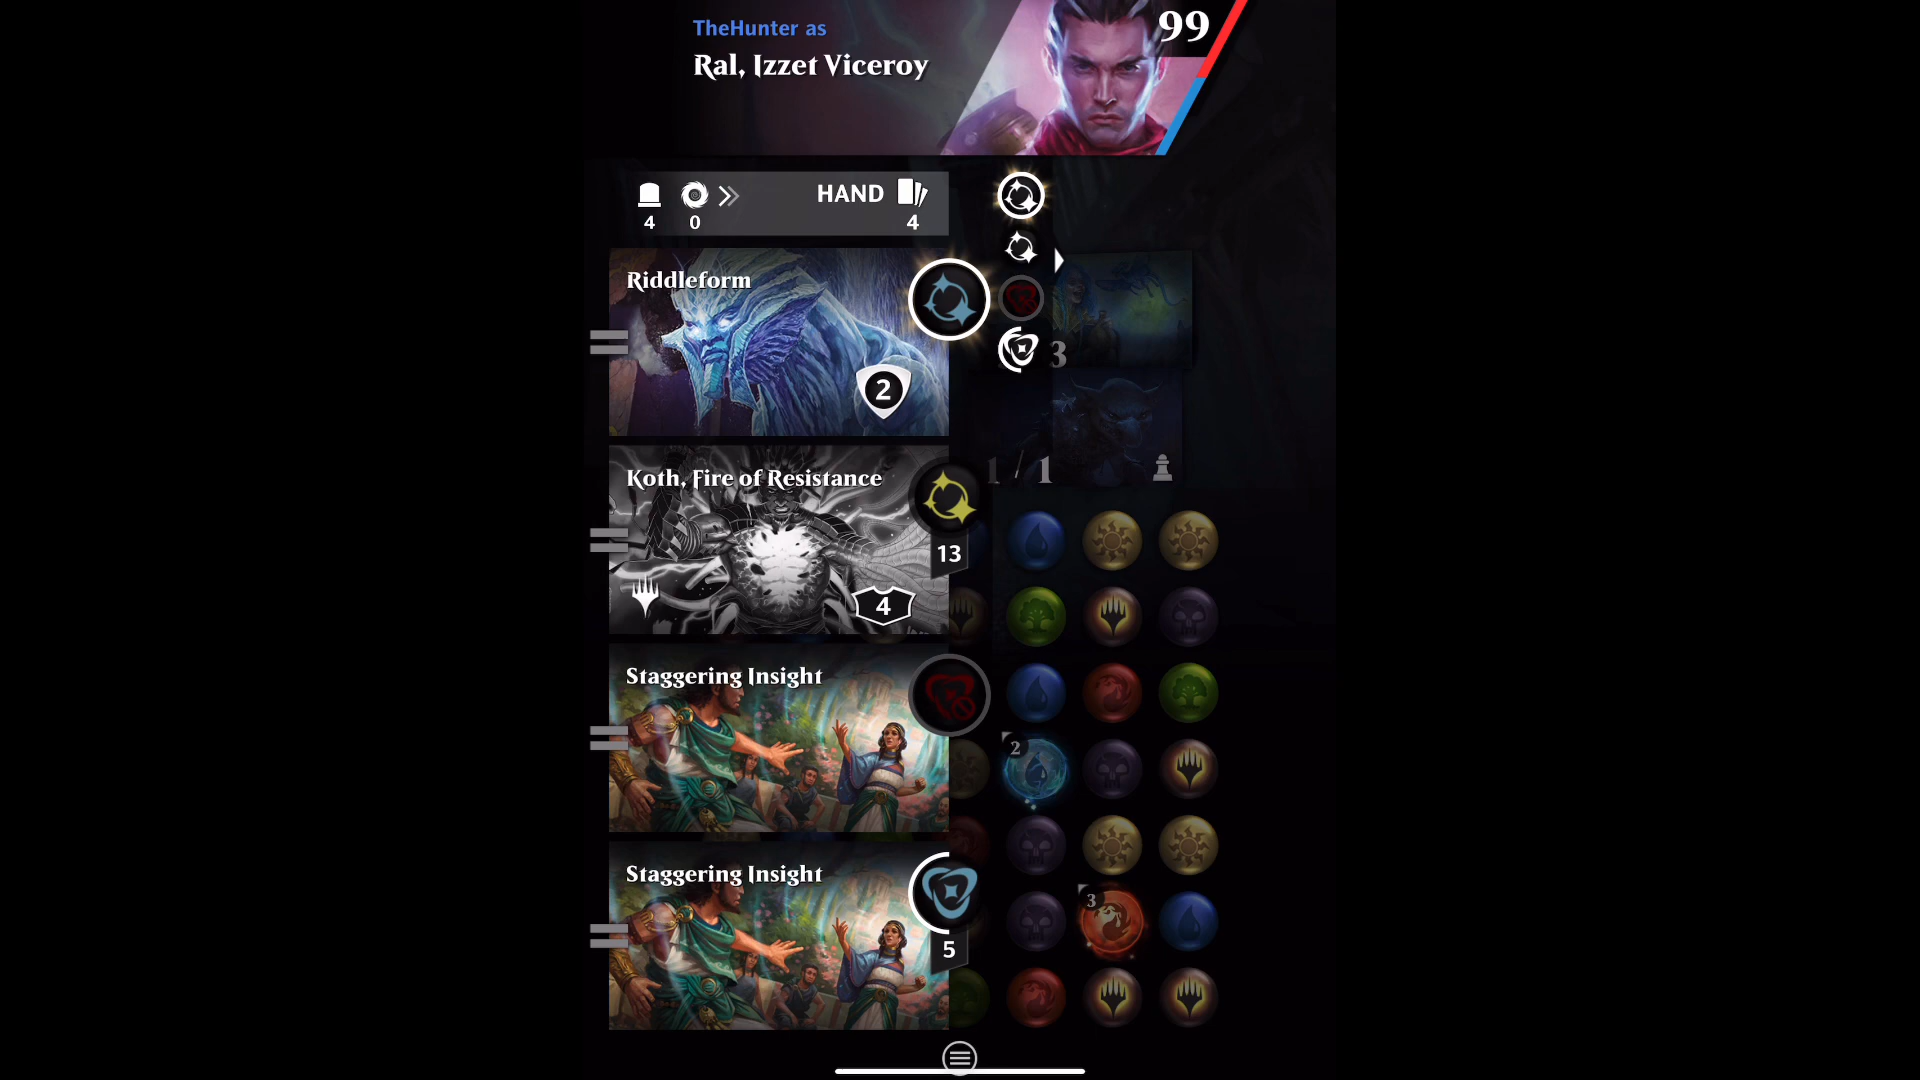 TheHunter as
99
Ral, Izzet Viceroy
HAND
4
0
4
Riddleform
2
3
Koth, Fire of Resistance
1 / 1
13
4
Staggering Insight
2
Staggering Insight
3
5